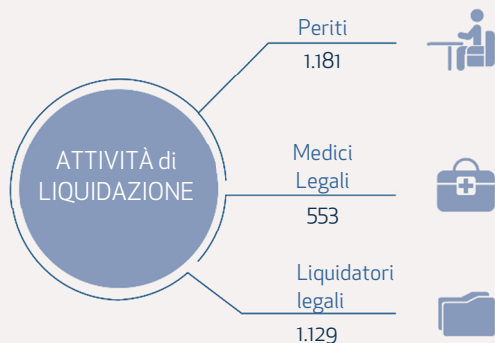 Periti
1.181
ATTIVITÀ di
LIQUIDAZIONE
Medici
Legali
553
Liquidatori
legali
1.129